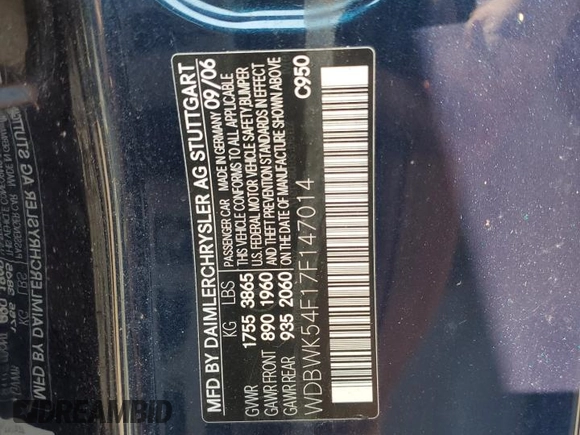 MFD BY DAIMLERCHRYSLER AG STUTTGART
KG LBS PASSENGER CAR MADE IN GERMANY 09/06
GVWR 1755 3865 THIS VEHICLE CONFORMS TO ALL APPLICABLE
U.S. FEDERAL MOTOR VEHICLE SAFETY,BUMPER
GAWR FRONT 890 1960 AND THEFT PREVENTION STANDARDS IN EFFECT
GAWR REAR 935 2060 ON THE DATE OF MANUFACTURE SHOWN ABOVE
WDBWK54F17F147014 C950
DREAMBID